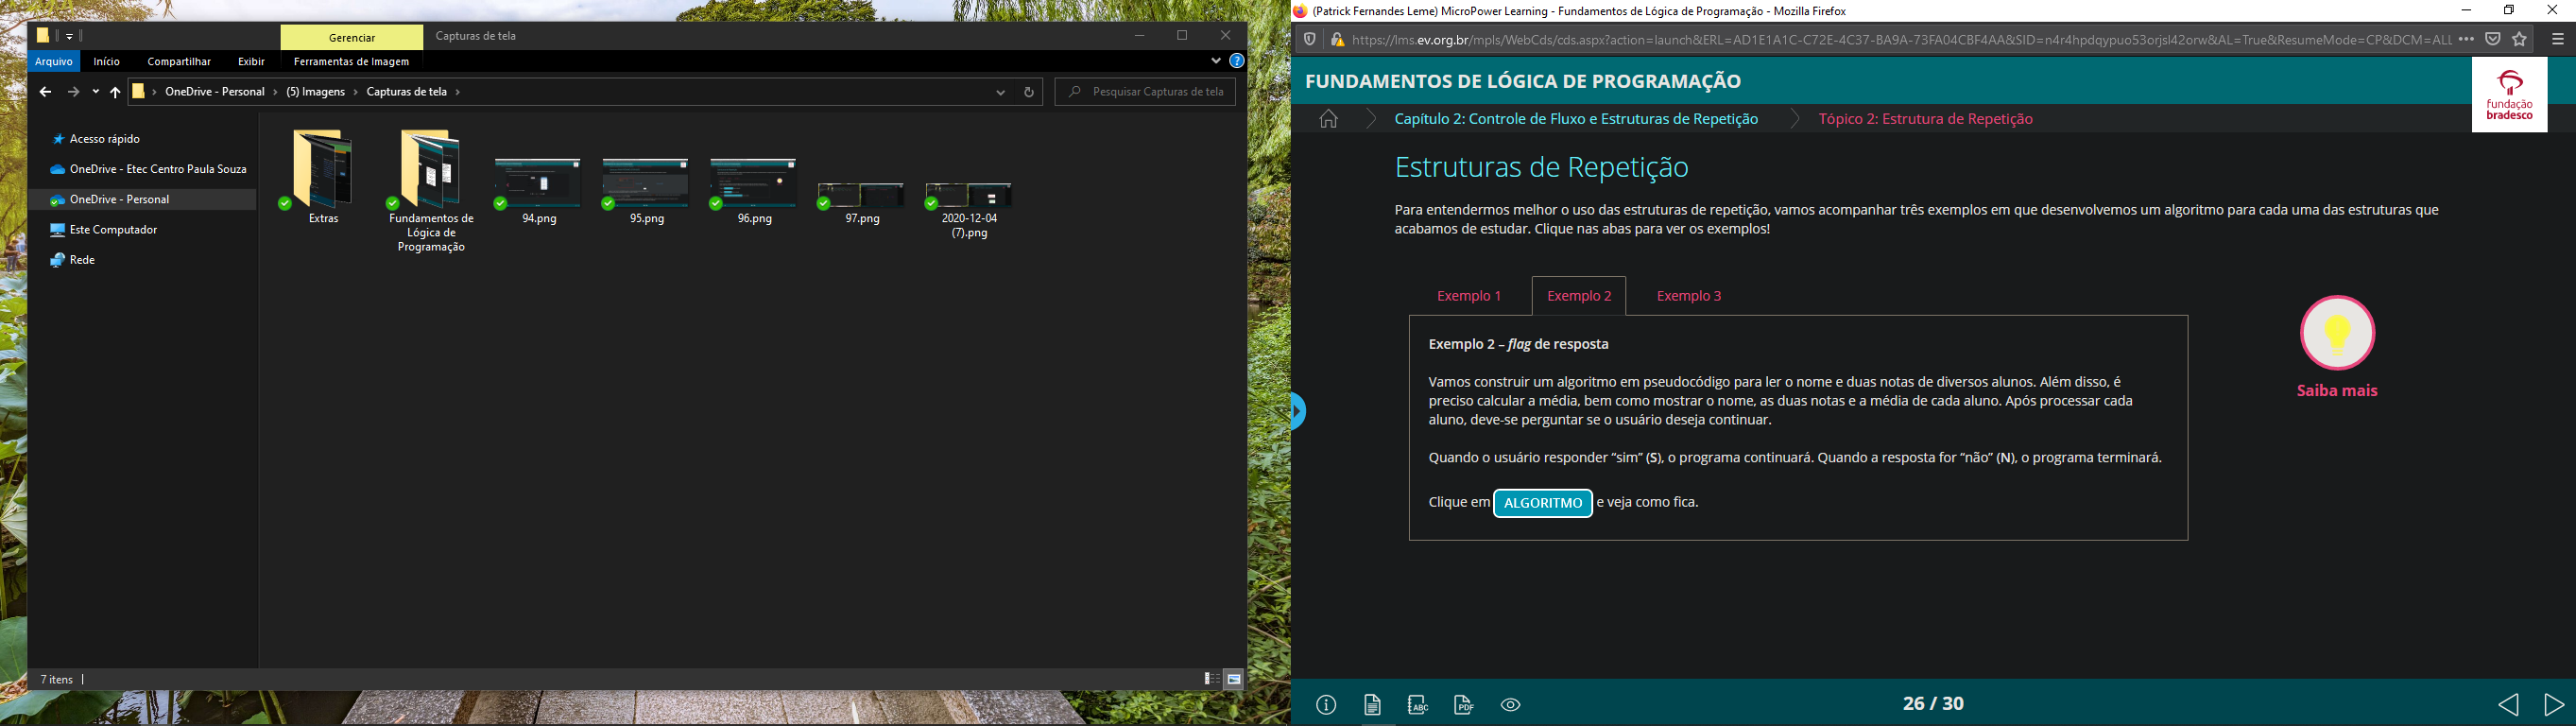 Gerenciar
Capturas de tela
Arquivo
Início
Compartilhar
Exibir
Ferramentas de Imagem
OneDrive - Personal
(5) Imagens
Capturas de tela
Pesquisar Capturas de tela
Acesso rápido
OneDrive - Etec Centro Paula Souza
OneDrive - Personal
Este Computador
Rede
Extras
Fundamentos de
Lógica de
Programação
94.png
95.png
96.png
97.png
2020-12-04
(7).png
7 itens
(Patrick Fernandes Leme) MicroPower Learning - Fundamentos de Lógica de Programação - Mozilla Firefox
https://lms.ev.org.br/mpls/WebCds/cds.aspx?action=launch&ERL=AD1E1A1C-C72E-4C37-BA9A-73FA04CBF4AA&SID=n4r4hpdqypuo53orjsl42orw&AL=True&ResumeMode=CP&DCM=ALL
FUNDAMENTOS DE LÓGICA DE PROGRAMAÇÃO
fundação
bradesco
Capítulo 2: Controle de Fluxo e Estruturas de Repetição
Tópico 2: Estrutura de Repetição
Estruturas de Repetição
Para entendermos melhor o uso das estruturas de repetição, vamos acompanhar três exemplos em que desenvolvemos um algoritmo para cada uma das estruturas que
acabamos de estudar. Clique nas abas para ver os exemplos!
Exemplo 1
Exemplo 2
Exemplo 3
Exemplo 2 – flag de resposta
Vamos construir um algoritmo em pseudocódigo para ler o nome e duas notas de diversos alunos. Além disso, é
preciso calcular a média, bem como mostrar o nome, as duas notas e a média de cada aluno. Após processar cada
aluno, deve-se perguntar se o usuário deseja continuar.
Quando o usuário responder “sim” (S), o programa continuará. Quando a resposta for “não” (N), o programa terminará.
Clique em ALGORITMO e veja como fica.
Saiba mais
ABC
PDF
26 / 30